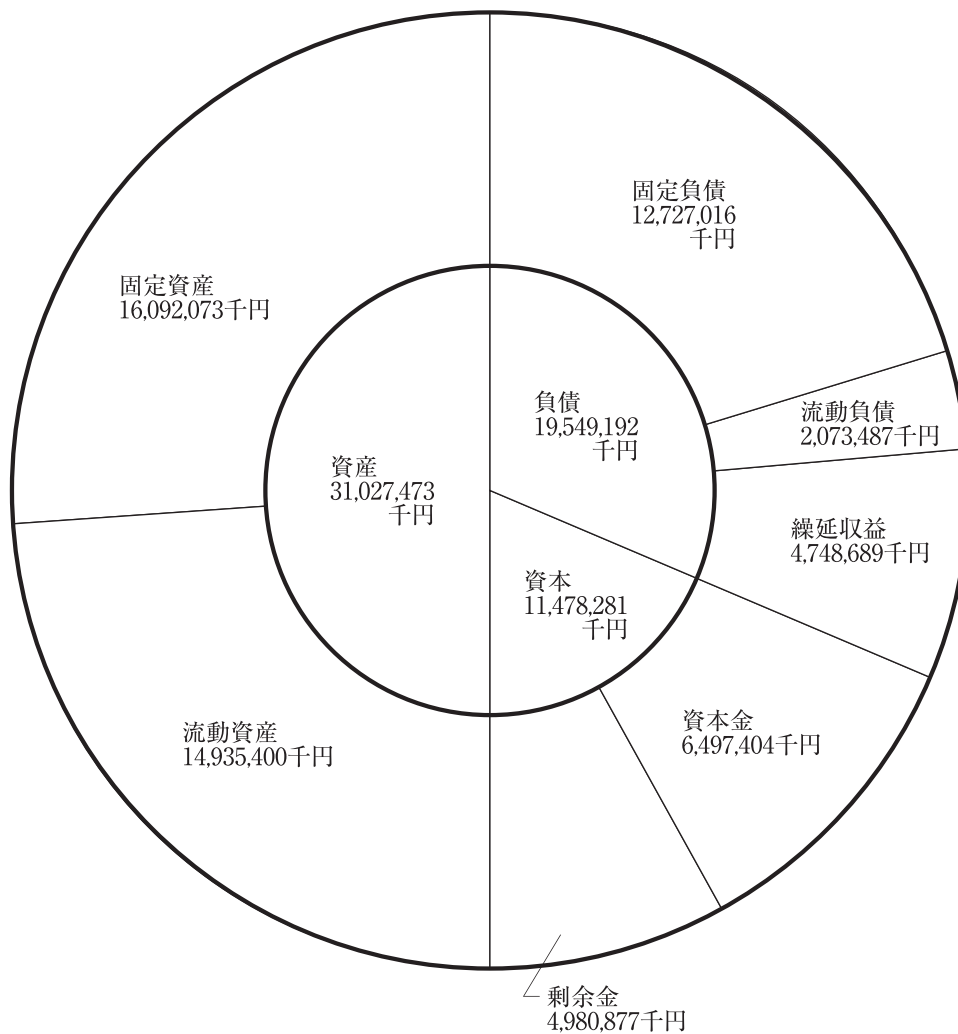 固定負債
12,727,016
千円
固定資産
16,092,073千円
負債
19,549,192
千円
流動負債
2,073,487千円
資産
31,027,473
千円
繰延収益
4,748,689千円
資本
11,478,281
千円
資本金
6,497,404千円
流動資産
14,935,400千円
剰余金
4,980,877千円